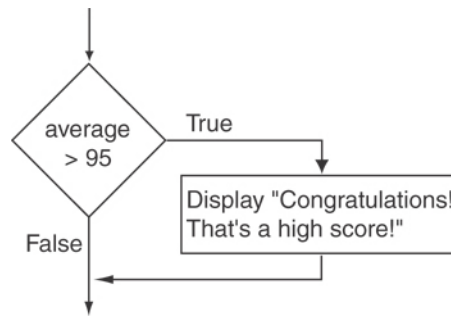 average
> 95
True
Display "Congratulations!
That's a high score!"
False